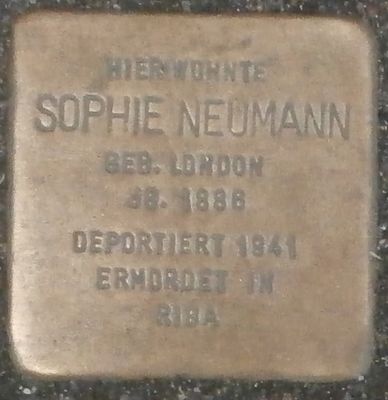 HIER WOHNTE
SOPHIE NEUMANN
GEB. LONDON
JG. 1886
DEPORTIERT 1941
ERMORDET IN
RIGA